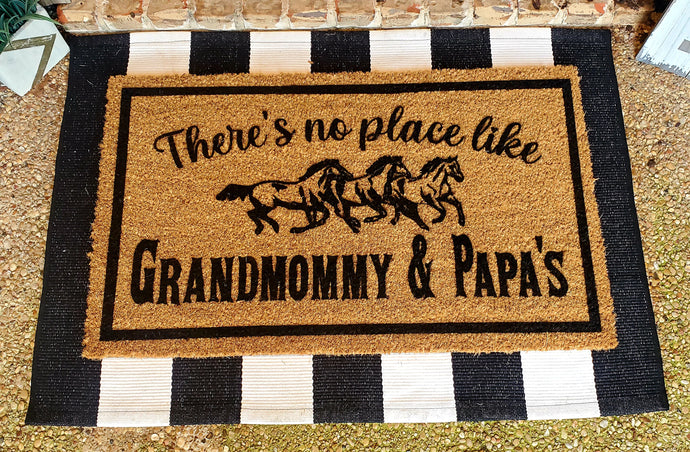 There's no place like
GRANDMOMMY & PAPA'S